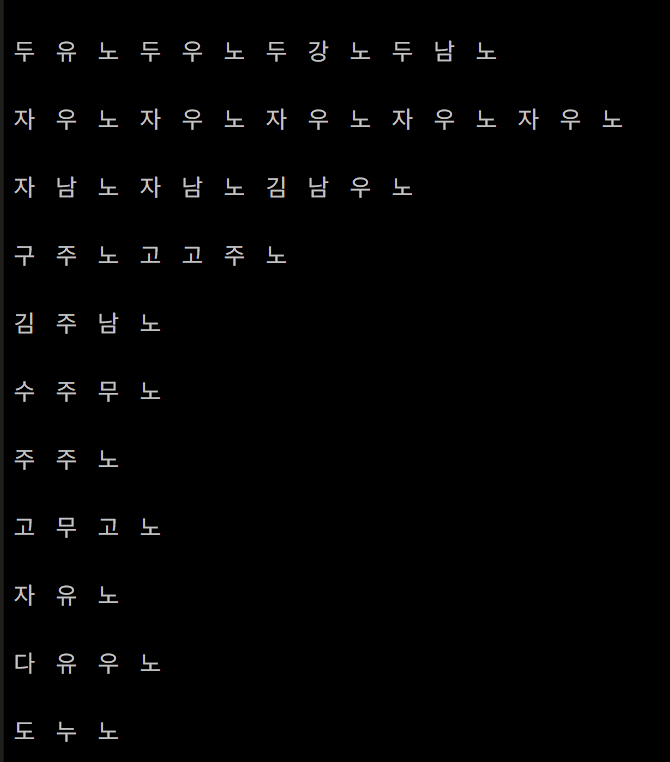 두 유 노 두 우 노 두 강 노 두 남 노
자 우 노 자 우 노 자 우 노 자 우 노 자 우 노
자 남 노 자 남 노 김 남 우 노
구 주 노 고 고 주 노
김 주 남 노
수 주 무 노
주 주 노
고 무 고 노
자 유 노
다 유 우 노
도 누 노